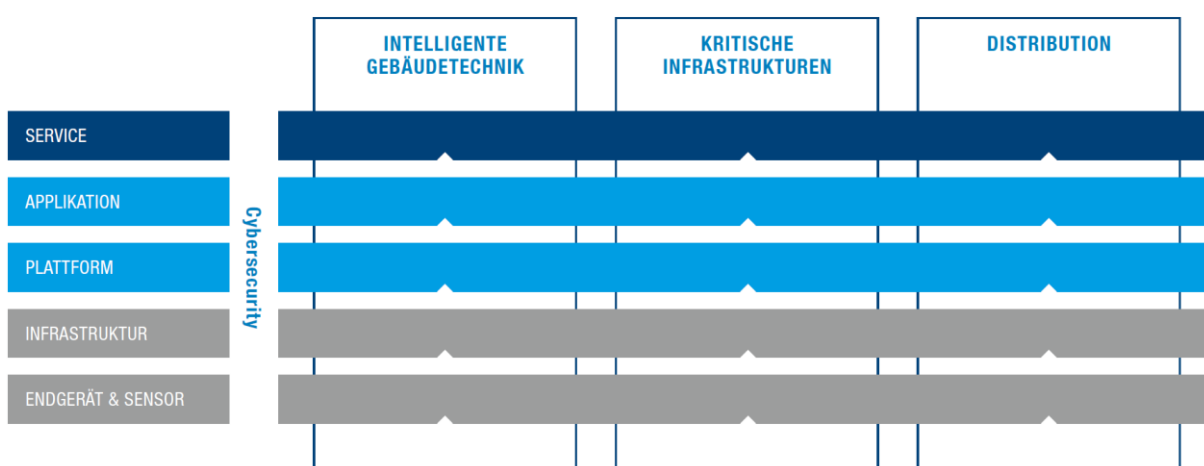 INTELLIGENTE
GEBÄUDETECHNIK
KRITISCHE
INFRASTRUKTUREN
DISTRIBUTION
SERVICE
APPLIKATION
PLATTFORM
INFRASTRUKTUR
ENDGERÄT & SENSOR
Cybersecurity